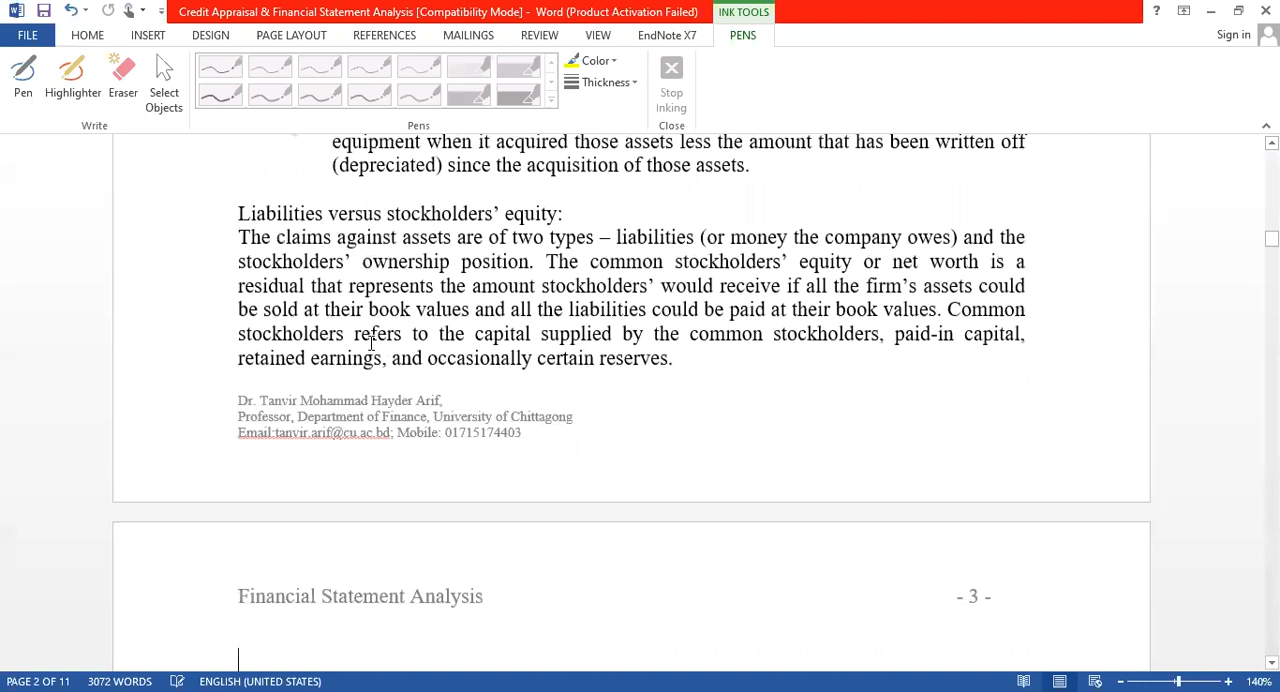 Credit Appraisal & Financial Statement Analysis [Compatibility Mode] - Word (Product Activation Failed)
INK TOOLS
?
FILE HOME INSERT DESIGN PAGE LAYOUT REFERENCES MAILINGS REVIEW VIEW EndNote X7 PENS Sign in
Pen Highlighter Eraser Select Objects
Color
Thickness
Stop Inking
Write Pens Close
equipment when it acquired those assets less the amount that has been written off
(depreciated) since the acquisition of those assets.
Liabilities versus stockholders’ equity:
The claims against assets are of two types – liabilities (or money the company owes) and the
stockholders’ ownership position. The common stockholders’ equity or net worth is a
residual that represents the amount stockholders’ would receive if all the firm’s assets could
be sold at their book values and all the liabilities could be paid at their book values. Common
stockholders refers to the capital supplied by the common stockholders, paid-in capital,
retained earnings, and occasionally certain reserves.
Dr. Tanvir Mohammad Hayder Arif,
Professor, Department of Finance, University of Chittagong
Email:tanvir.arif@cu.ac.bd; Mobile: 01715174403
Financial Statement Analysis - 3 -
PAGE 2 OF 11 3072 WORDS ENGLISH (UNITED STATES) 140%